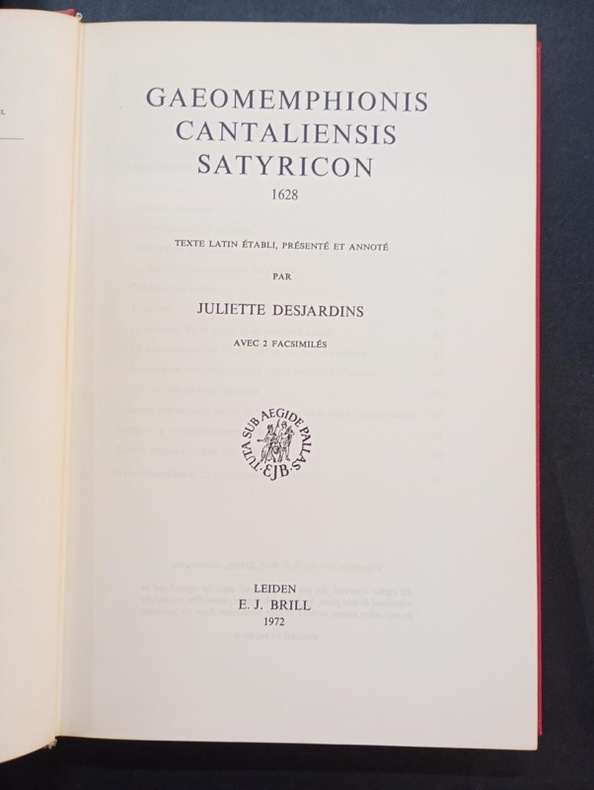 GAEOMEMPHIONIS
CANTALIENSIS
SATYRICON
1628
TEXTE LATIN ÉTABLI, PRÉSENTÉ ET ANNOTÉ
PAR
JULIETTE DESJARDINS
AVEC 2 FACSIMILÉS
TUTA SUB AEGIDE PALLAS
EJB
LEIDEN
E. J. BRILL
1972